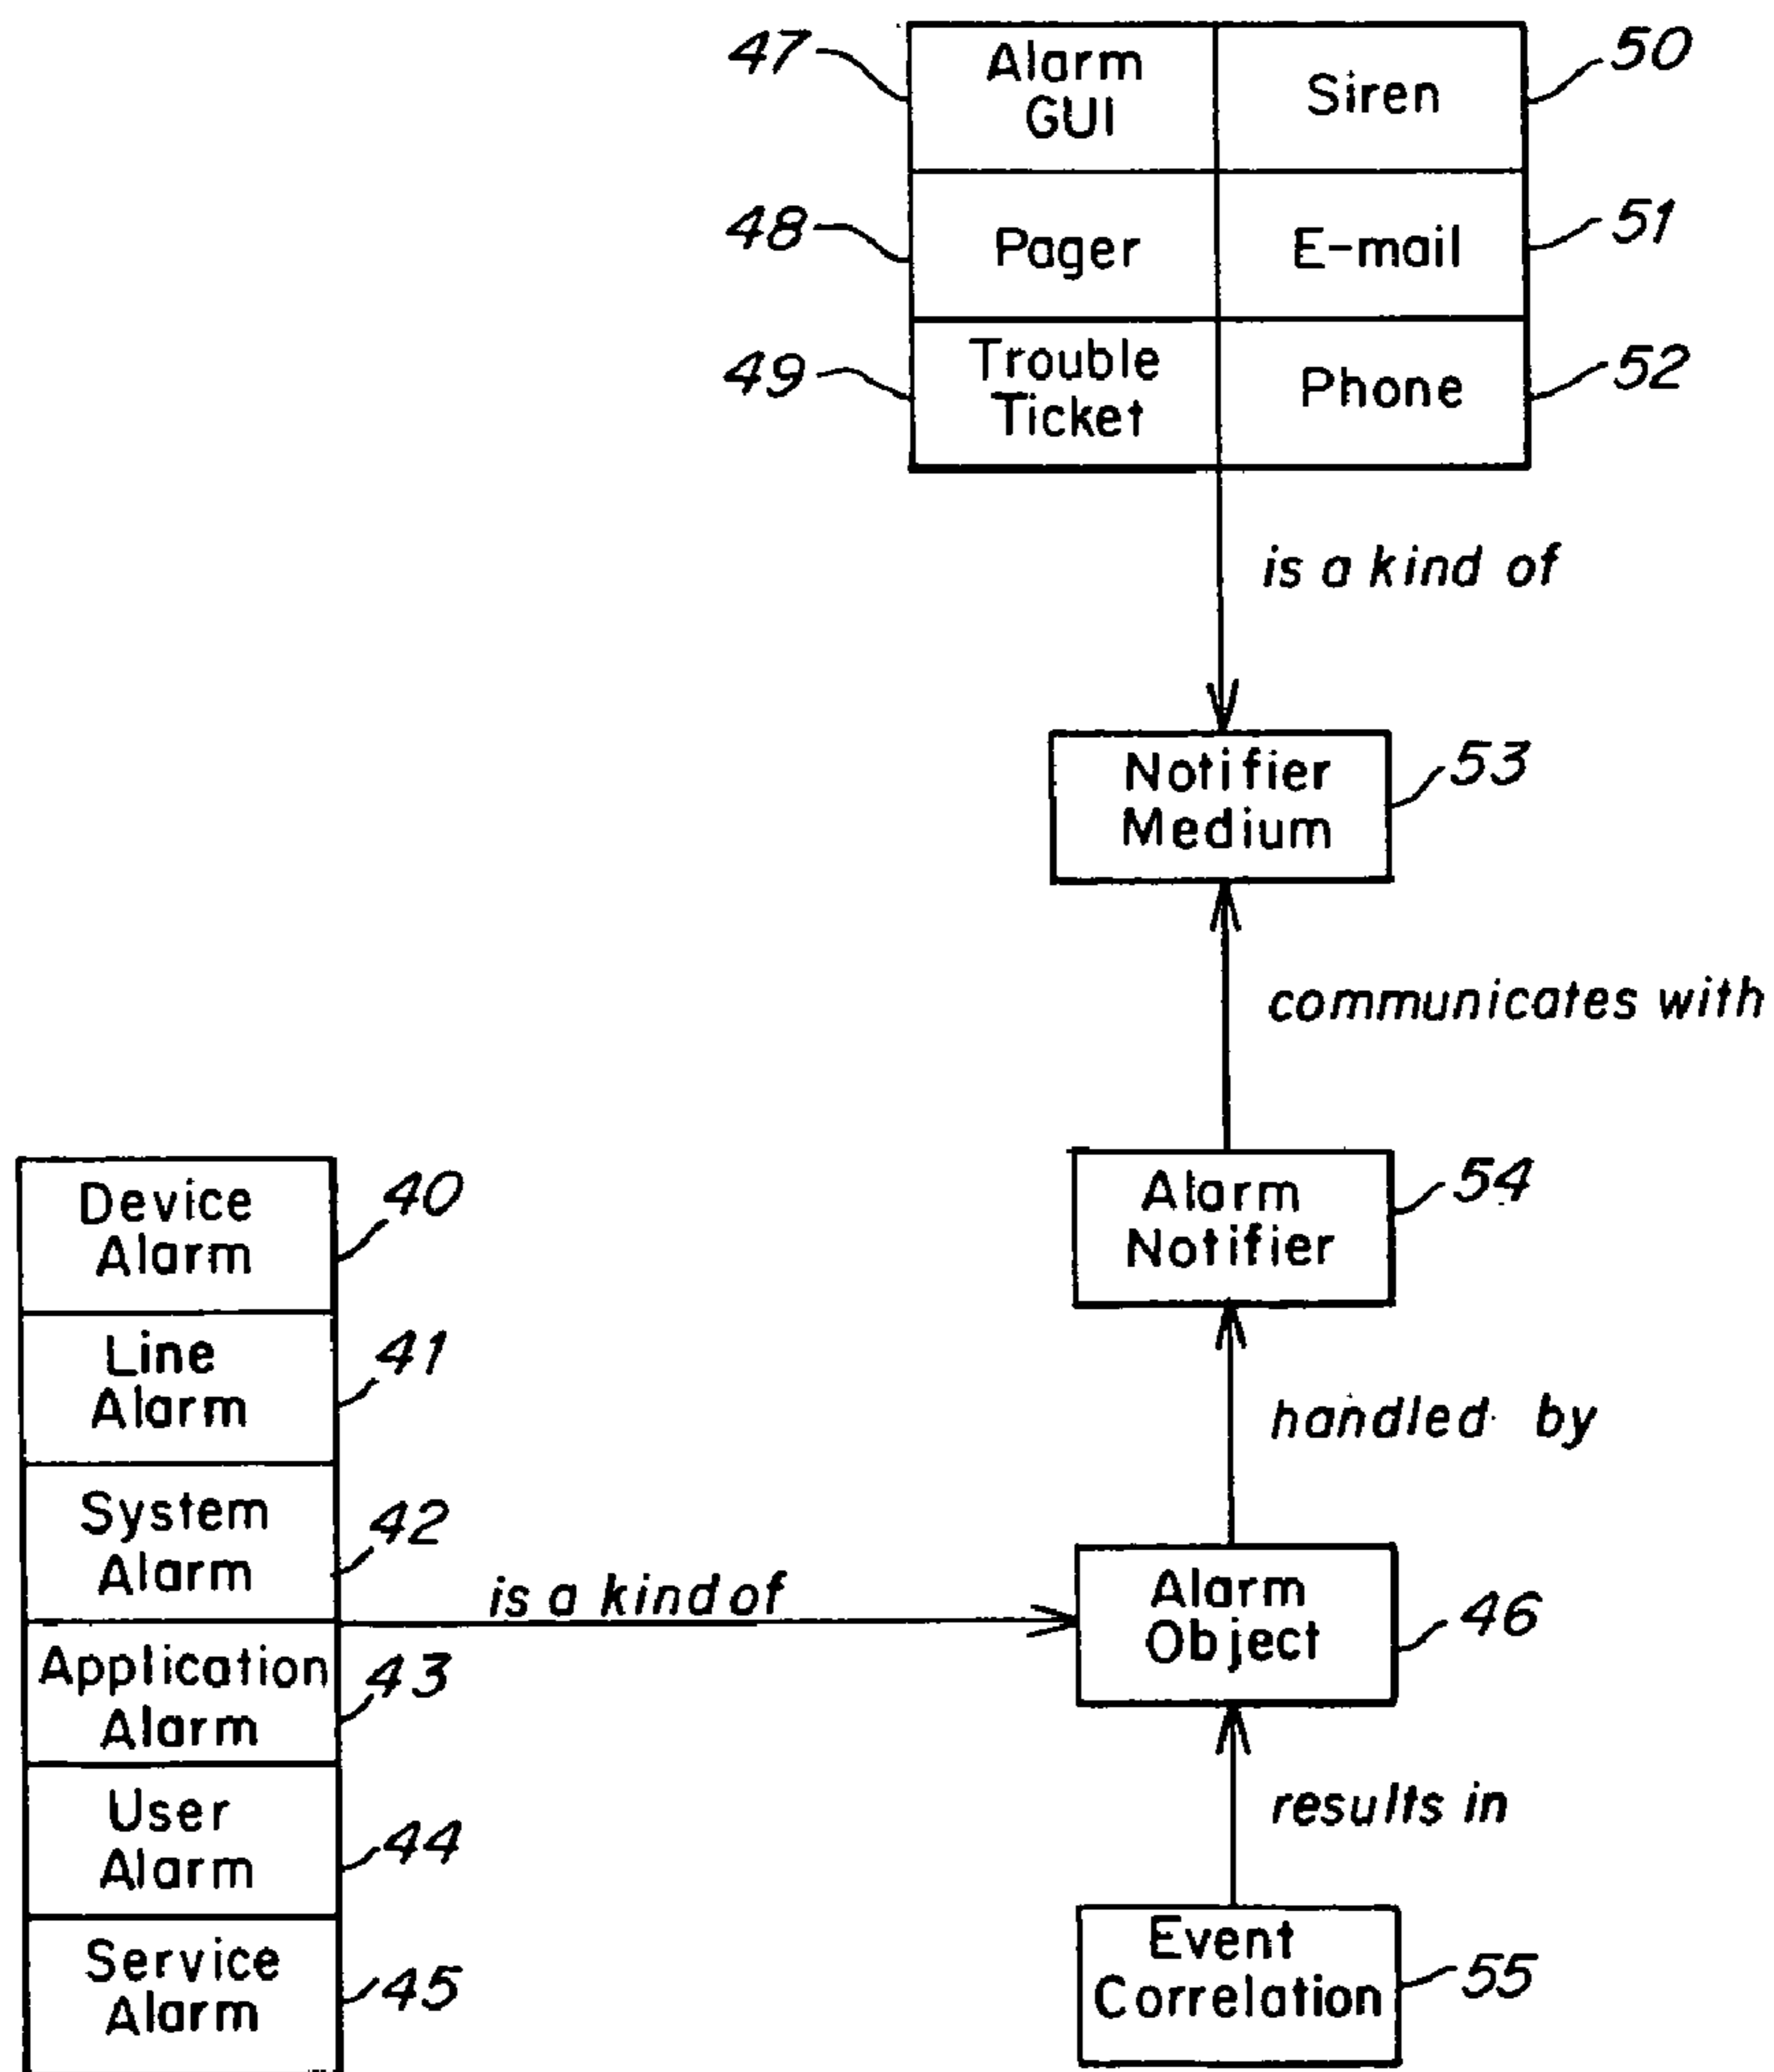 47
Alarm
GUI
Siren
50
48
Pager
E-mail
51
49
Trouble
Ticket
Phone
52
is a kind of
Notifier
Medium
53
communicates with
Alarm
Notifier
54
handled by
Device
Alarm
40
Line
Alarm
41
System
Alarm
42
is a kind of
Alarm
Object
46
Application
Alarm
43
User
Alarm
44
results in
Service
Alarm
45
Event
Correlation
55